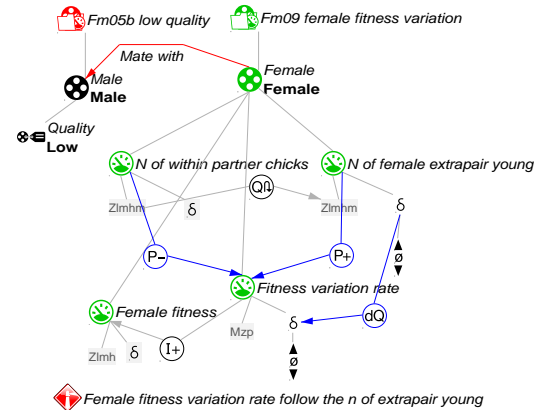 Fm05b low quality
Fm09 female fitness variation
Mate with
Male
Male
Female
Female
Quality
Low
N of within partner chicks
N of female extrapair young
Zlmhm
δ
Q
Zlmhm
δ
ø
P−
P+
Fitness variation rate
Female fitness
Mzp
δ
dQ
Zlmh
δ
I+
ø
Female fitness variation rate follow the n of extrapair young